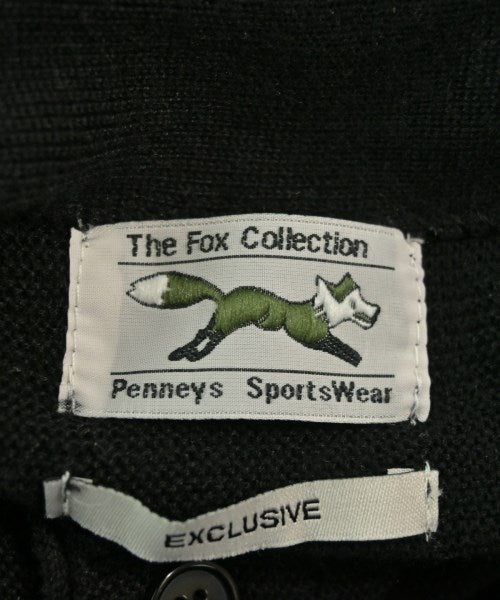 The Fox Collection
Penneys SportsWear
EXCLUSIVE